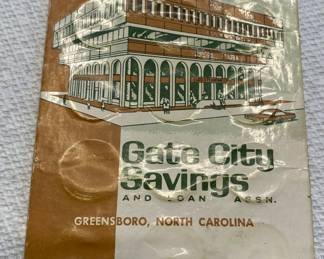 Gate City
Savings
AND LOAN ASSN.
GREENSBORO, NORTH CAROLINA